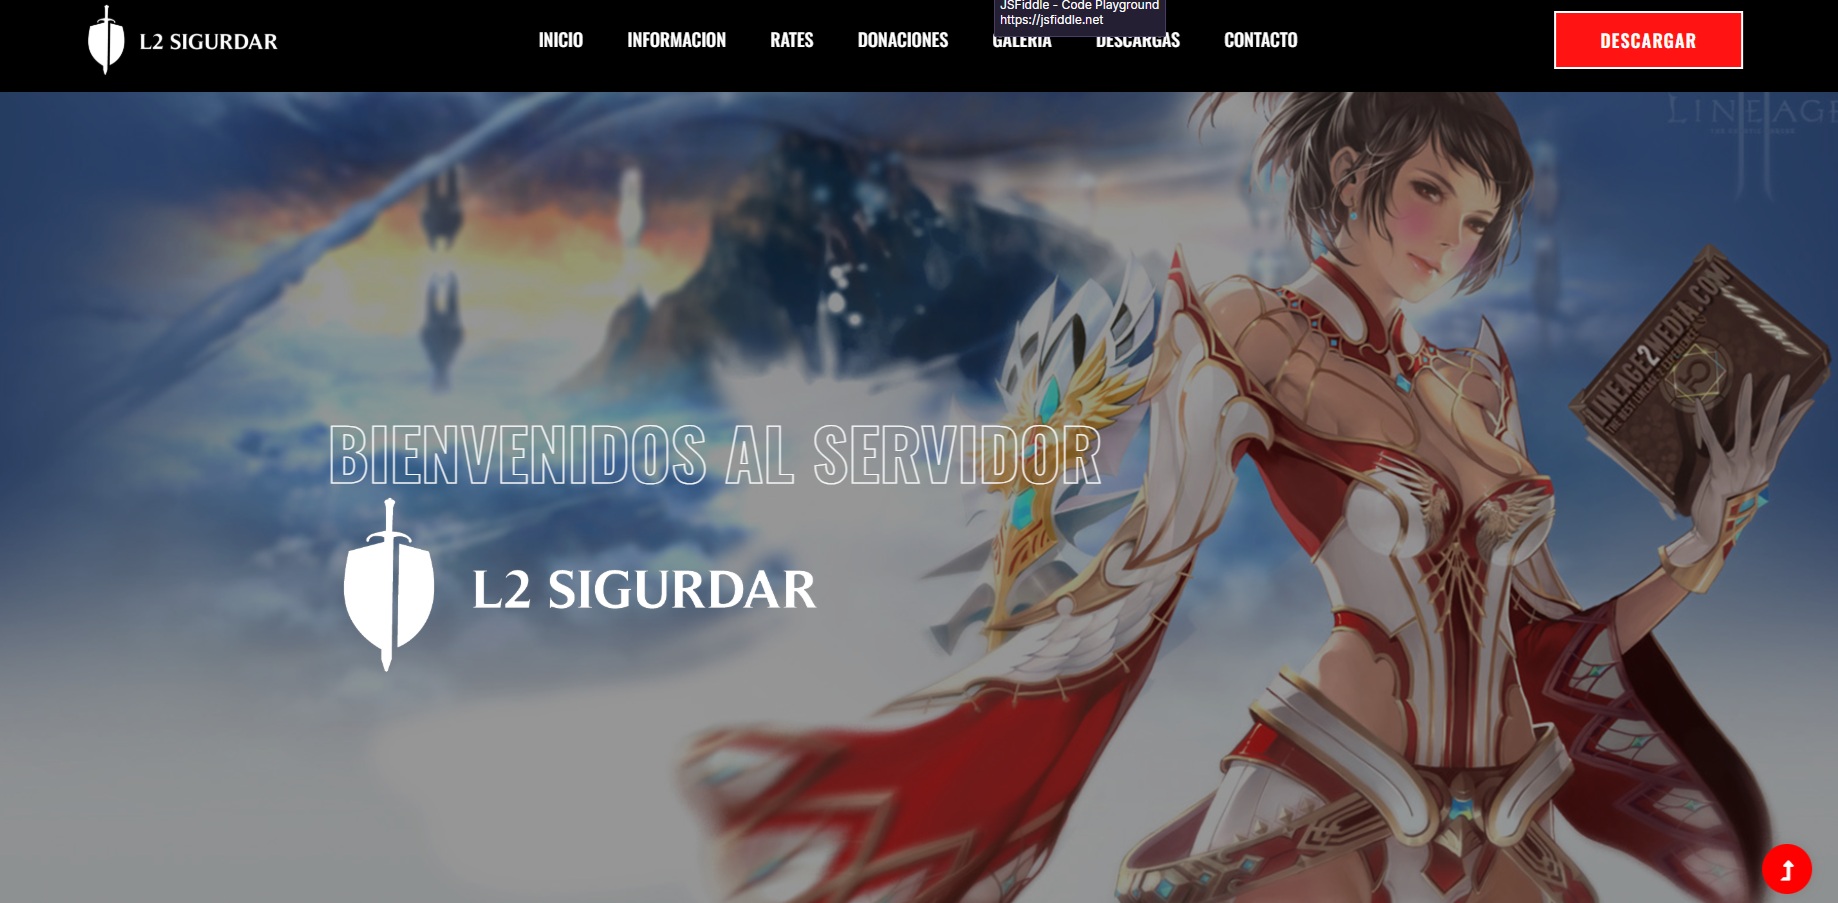 JSFiddle - Code Playground
https://jsfiddle.net
L2 SIGURDAR
INICIO
INFORMACION
RATES
DONACIONES
GALERIA
DESCARGAS
CONTACTO
DESCARGAR
LINEAGE
II
LINEAGE2MEDIA.COM
BIENVENIDOS AL SERVIDOR
L2 SIGURDAR